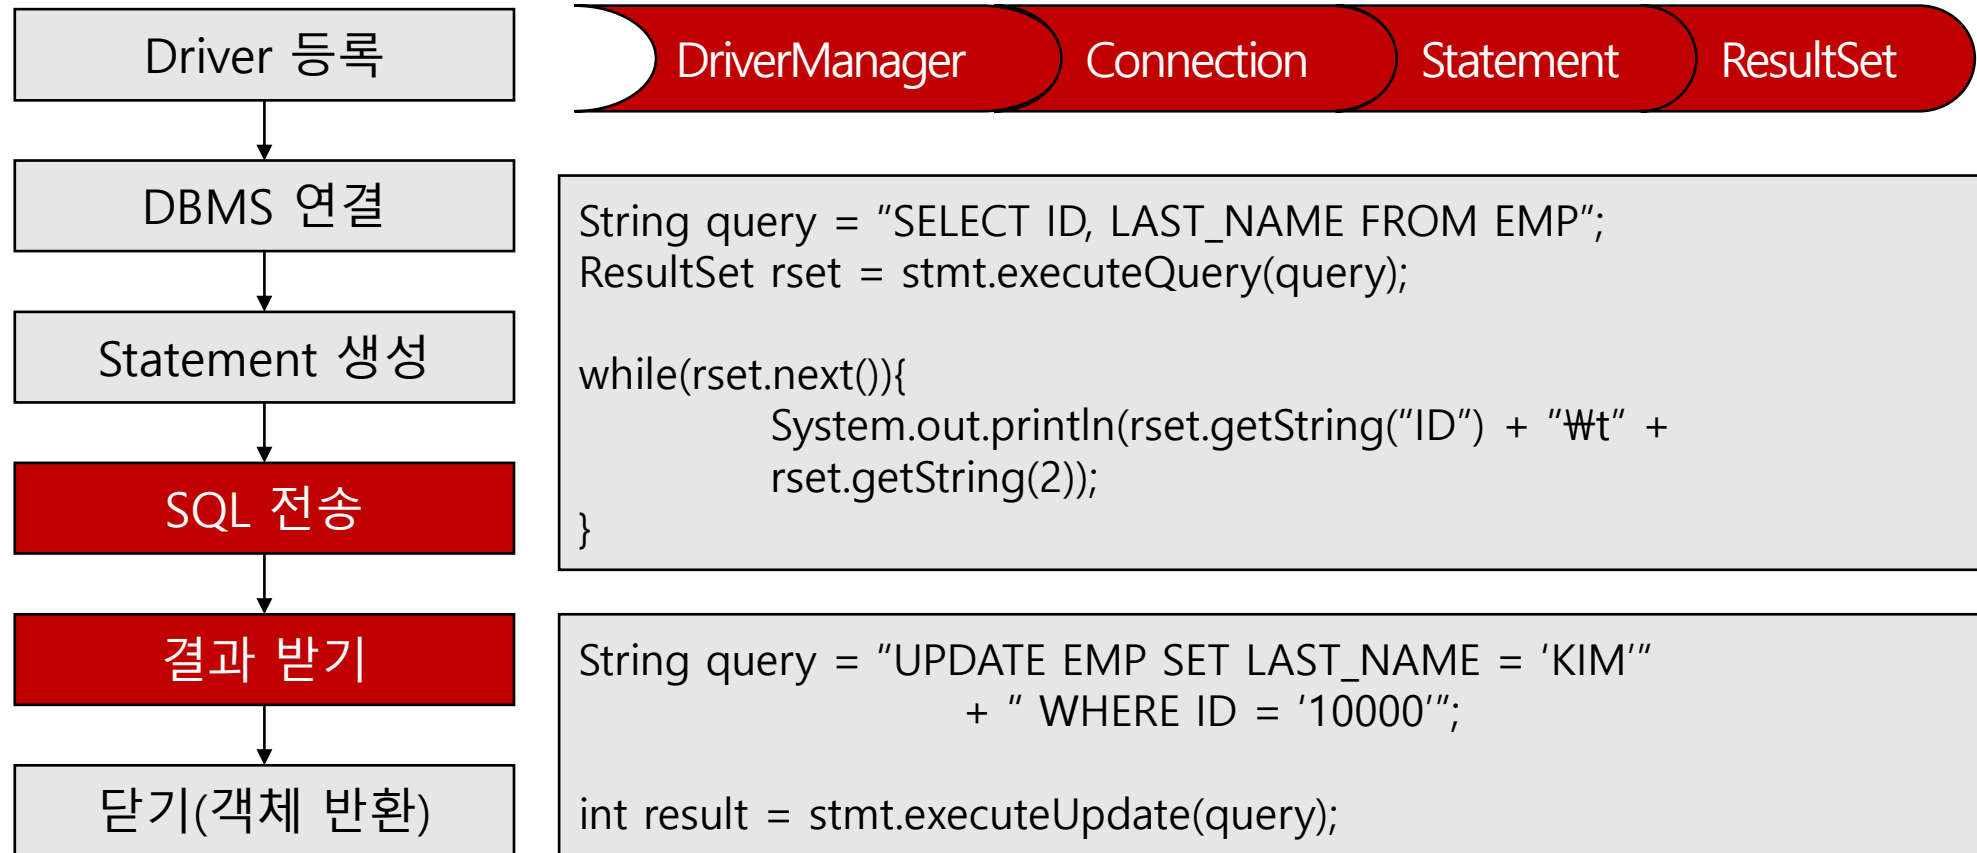 Driver 등록
DBMS 연결
Statement 생성
SQL 전송
결과 받기
닫기(객체 반환)
DriverManager
Connection
Statement
ResultSet
String query = "SELECT ID, LAST_NAME FROM EMP";
ResultSet rset = stmt.executeQuery(query);
while(rset.next()){
System.out.println(rset.getString("ID") + "₩t" +
rset.getString(2));
}
String query = "UPDATE EMP SET LAST_NAME = 'KIM'"
+ " WHERE ID = '10000'";
int result = stmt.executeUpdate(query);